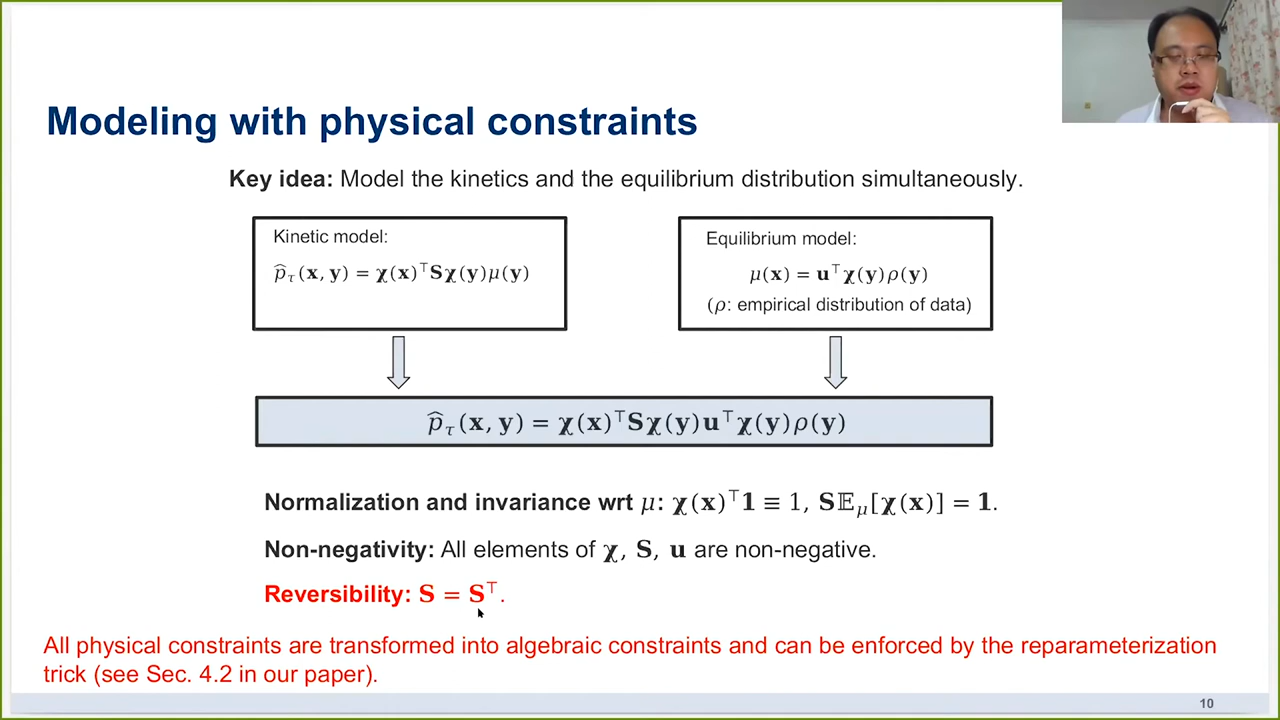 Modeling with physical constraints
Key idea: Model the kinetics and the equilibrium distribution simultaneously.
Kinetic model:
p̂_τ(𝐱, 𝐲) = 𝛘(𝐱)^⊤𝐒𝛘(𝐲)μ(𝐲)
Equilibrium model:
μ(𝐱) = 𝐮^⊤𝛘(𝐲)ρ(𝐲)
(ρ: empirical distribution of data)
p̂_τ(𝐱, 𝐲) = 𝛘(𝐱)^⊤𝐒𝛘(𝐲)𝐮^⊤𝛘(𝐲)ρ(𝐲)
Normalization and invariance wrt μ: 𝛘(𝐱)^⊤𝟏 ≡ 1, 𝐒𝔼_μ[𝛘(𝐱)] = 𝟏.
Non-negativity: All elements of 𝛘, 𝐒, 𝐮 are non-negative.
Reversibility: 𝐒 = 𝐒^⊤.
All physical constraints are transformed into algebraic constraints and can be enforced by the reparameterization
trick (see Sec. 4.2 in our paper).
10